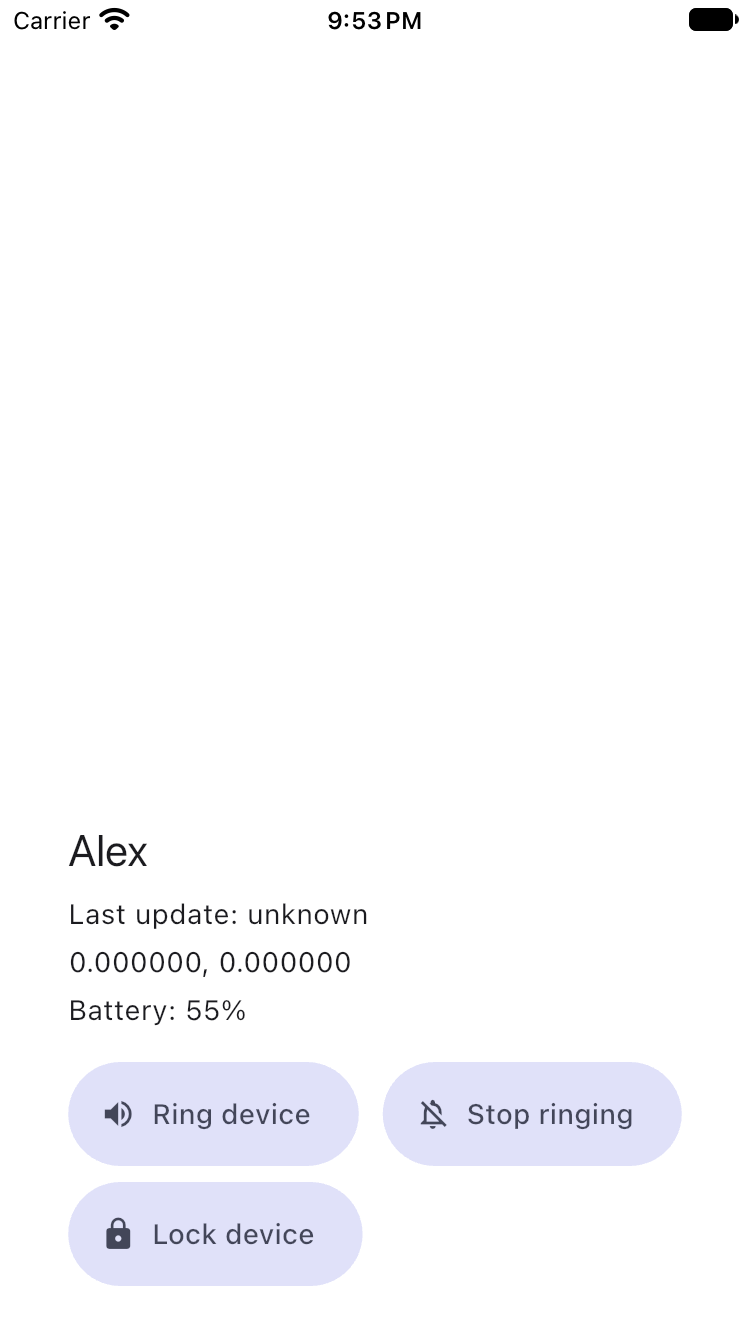 Carrier 9:53 PM
Alex
Last update: unknown
0.000000, 0.000000
Battery: 55%
Ring device Stop ringing
Lock device